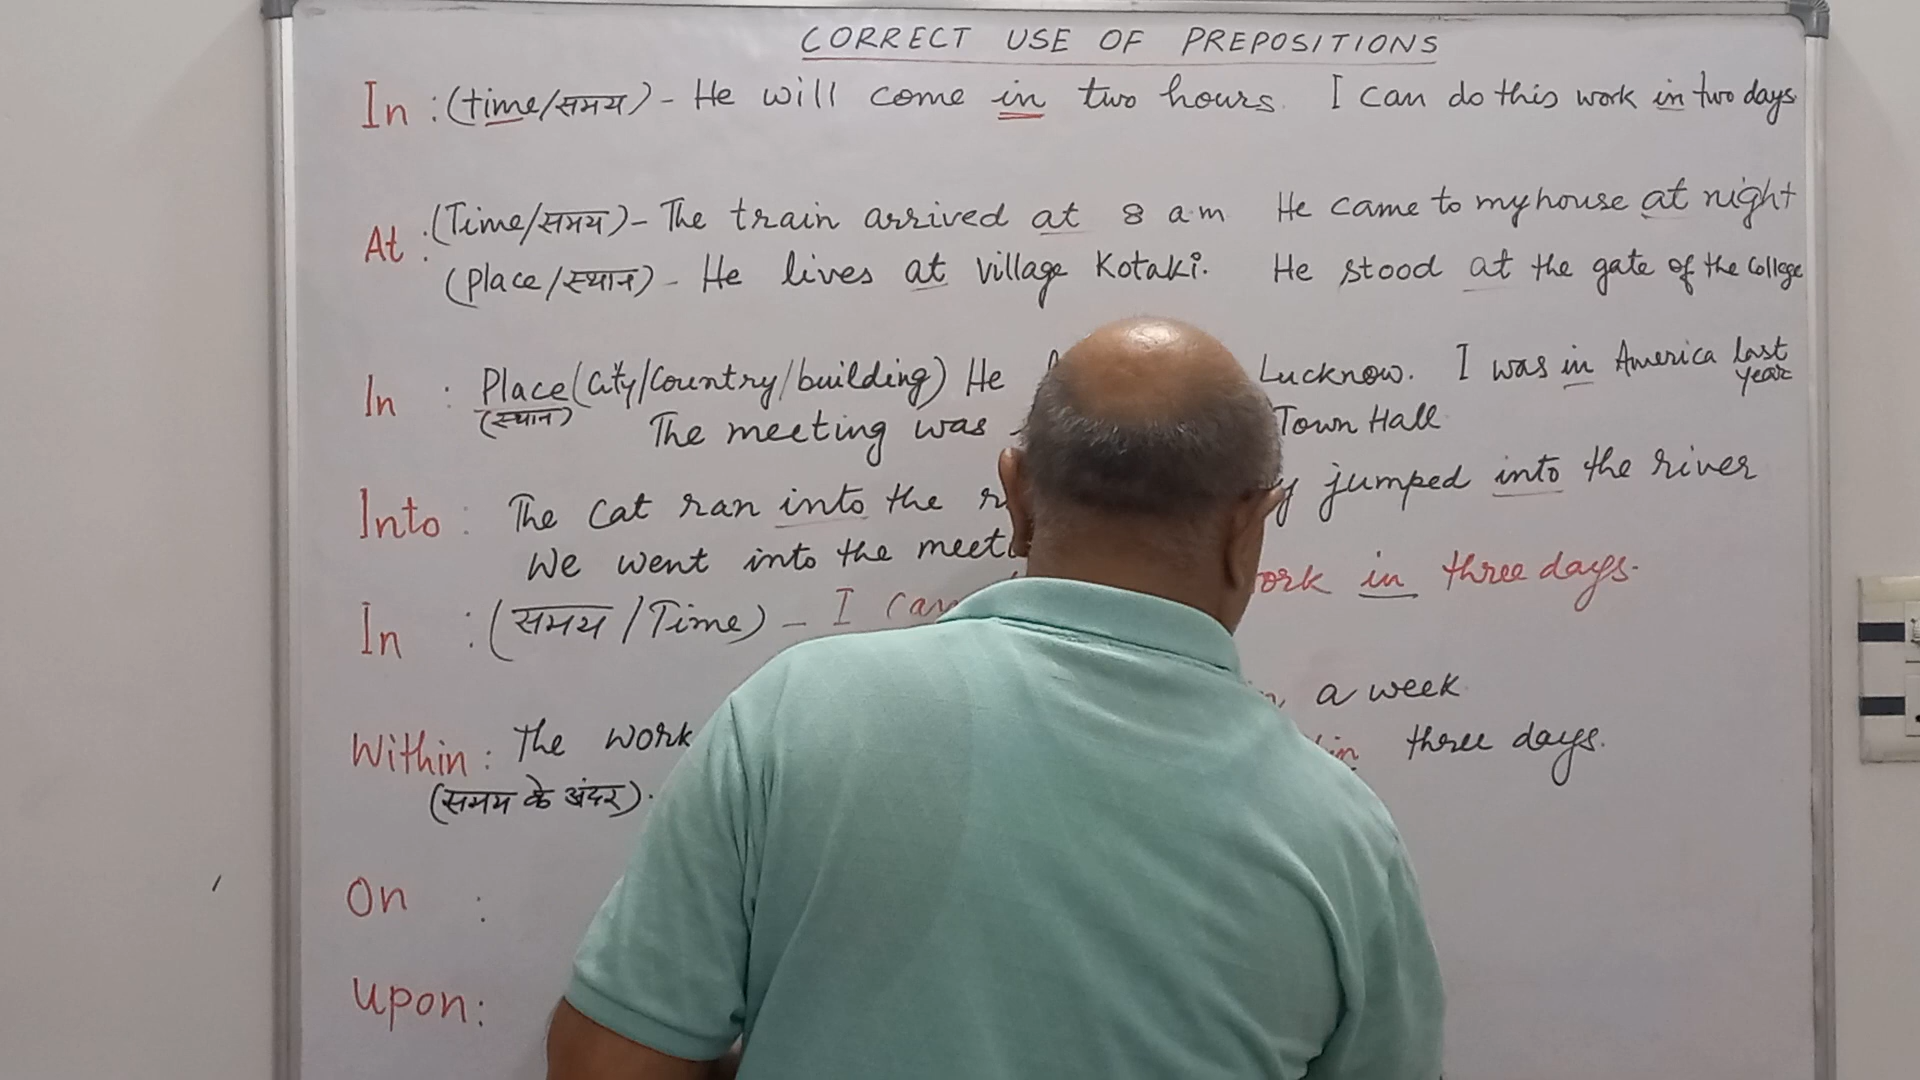 CORRECT USE OF PREPOSITIONS
In : (time/समय) - He will come in two hours. I can do this work in two days
At : (Time/समय) - The train arrived at 8 a.m He came to my house at night
(Place/स्थान) - He lives at village Kotaki. He stood at the gate of the College
In : Place (City/Country/building) He Lucknow. I was in America last year
(स्थान) The meeting was Town Hall
Into : The cat ran into the jumped into the river
We went into the
In : (समय/Time) - I in three days.
a week
Within : The work three days.
(समय के अंदर).
On :
upon: